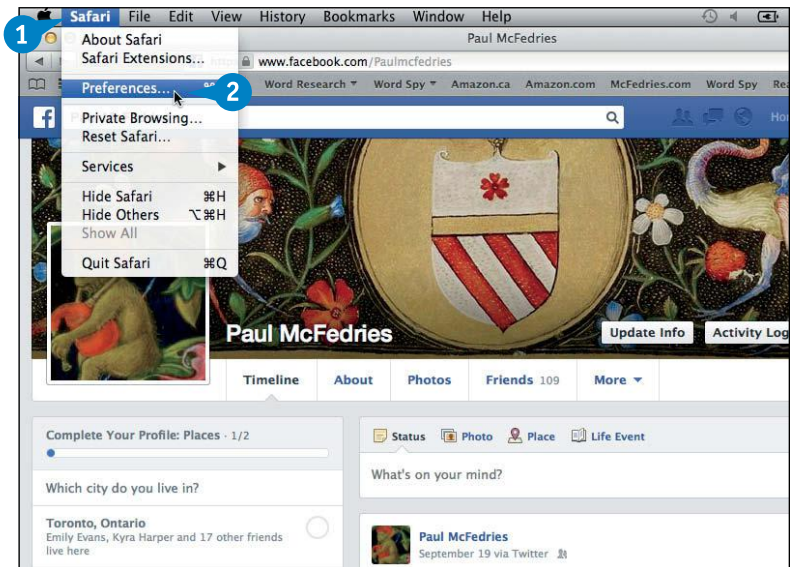 Safari File Edit View History Bookmarks Window Help
1
About Safari
Safari Extensions...
Preferences...
2
Private Browsing...
Reset Safari...
Services
Hide Safari ⌘H
Hide Others ⌥⌘H
Show All
Quit Safari ⌘Q
Paul McFedries
www.facebook.com/Paulmcfedries
Word Research Word Spy Amazon.ca Amazon.com McFedries.com Word Spy
f
Paul McFedries
Update Info Activity Log
Timeline About Photos Friends 109 More
Complete Your Profile: Places · 1/2
Which city do you live in?
Toronto, Ontario
Emily Evans, Kyra Harper and 17 other friends
live here
Status Photo Place Life Event
What's on your mind?
Paul McFedries
September 19 via Twitter